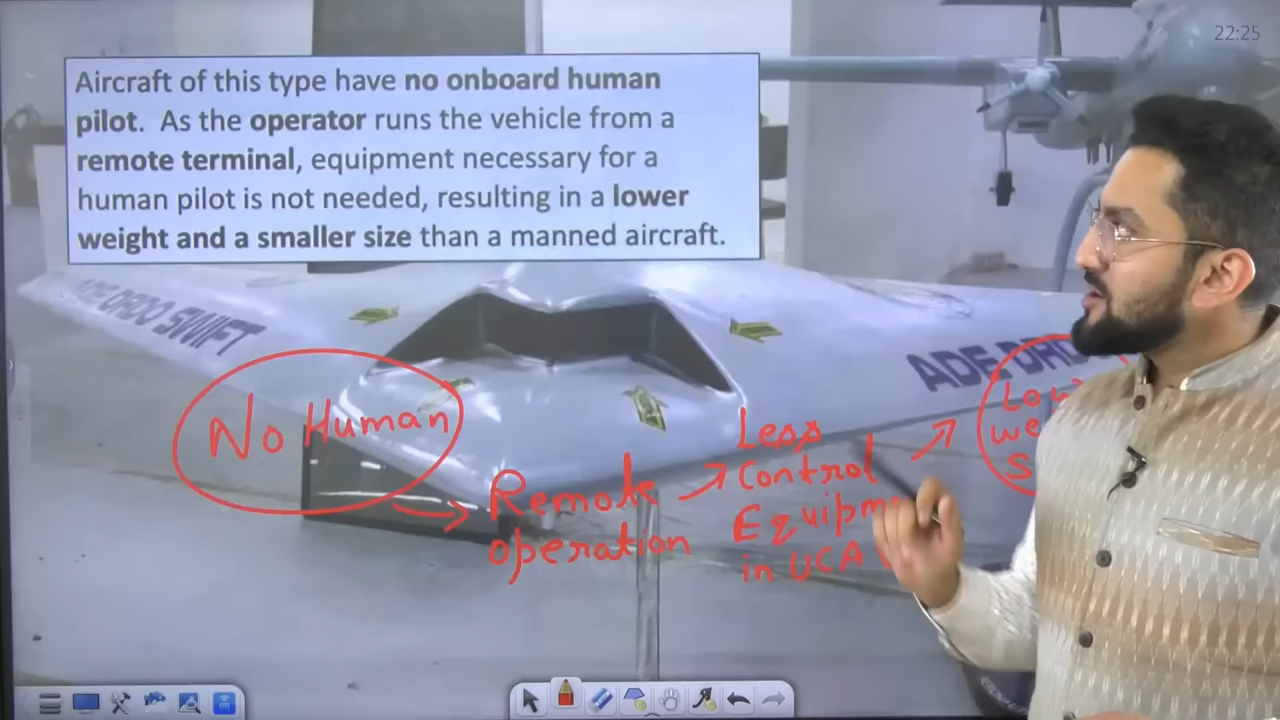 22:25
Aircraft of this type have no onboard human
pilot. As the operator runs the vehicle from a
remote terminal, equipment necessary for a
human pilot is not needed, resulting in a lower
weight and a smaller size than a manned aircraft.
ADE DRDO SWIFT
ADE
No Human
Remote
operation
Less
Control
in